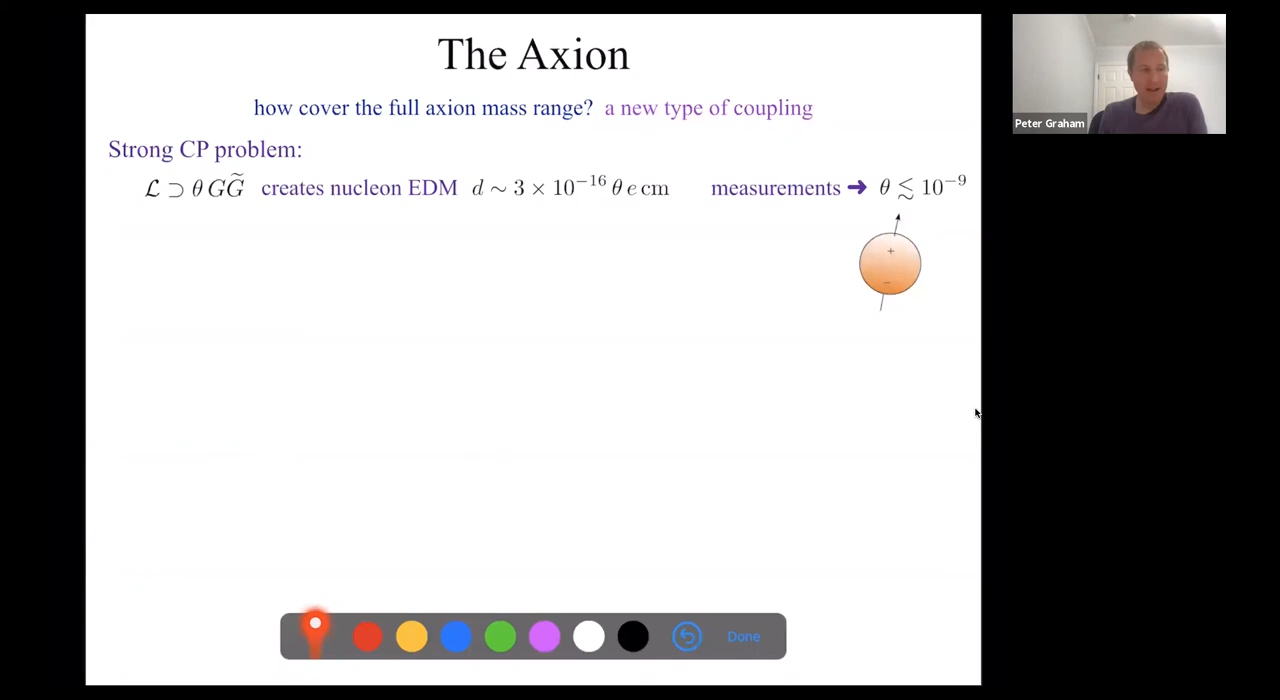 The Axion
how cover the full axion mass range? a new type of coupling
Strong CP problem:
ℒ ⊃ θ GG̃ creates nucleon EDM d ∼ 3 × 10⁻¹⁶ θ e cm measurements ➜ θ ≲ 10⁻⁹
+
−
Done
Peter Graham